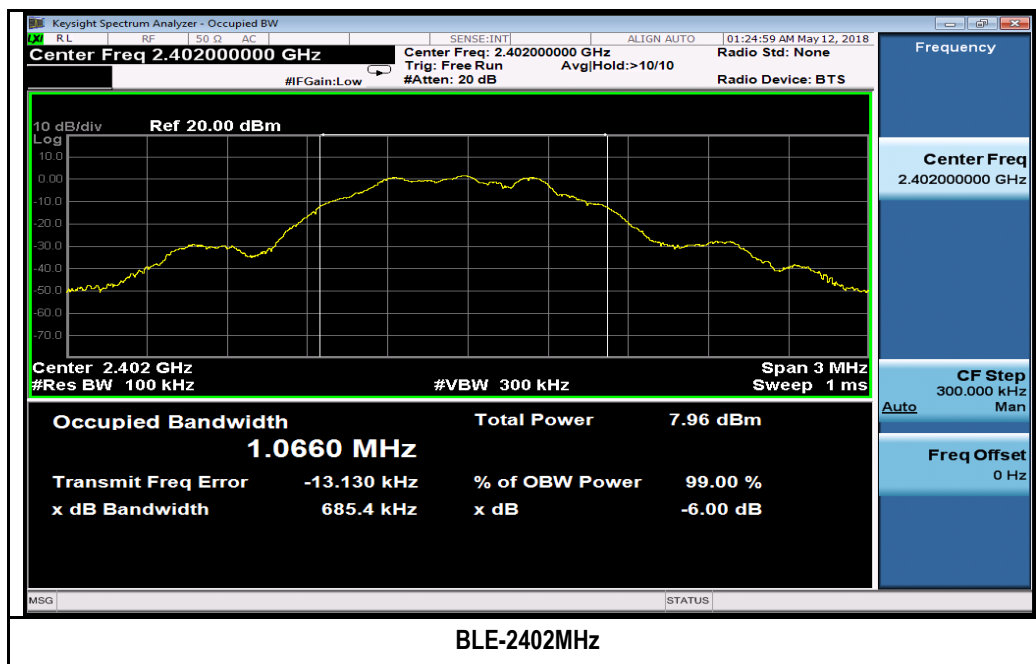 Keysight Spectrum Analyzer - Occupied BW
LXI RL RF 50 Ω AC SENSE:INT ALIGN AUTO 01:24:59 AM May 12, 2018
Center Freq 2.402000000 GHz
Center Freq: 2.402000000 GHz Radio Std: None
Trig: Free Run Avg|Hold:>10/10
#IFGain:Low #Atten: 20 dB Radio Device: BTS
10 dB/div Ref 20.00 dBm
Log
10.0
0.00
-10.0
-20.0
-30.0
-40.0
-50.0
-60.0
-70.0
Center 2.402 GHz Span 3 MHz
#Res BW 100 kHz #VBW 300 kHz Sweep 1 ms
Occupied Bandwidth Total Power 7.96 dBm
1.0660 MHz
Transmit Freq Error -13.130 kHz % of OBW Power 99.00 %
x dB Bandwidth 685.4 kHz x dB -6.00 dB
MSG STATUS
Frequency
Center Freq
2.402000000 GHz
CF Step
300.000 kHz
Auto Man
Freq Offset
0 Hz
BLE-2402MHz